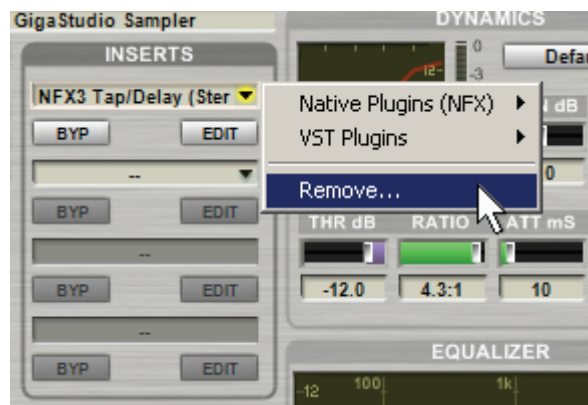 GigaStudio Sampler
DYNAMICS
INSERTS
0
12-
-3
NFX3 Tap/Delay (Ster
Native Plugins (NFX)
dB
BYP
EDIT
VST Plugins
--
0
Remove...
BYP
EDIT
THR dB
RATIO
ATT mS
--
BYP
EDIT
-12.0
4.3:1
10
--
EQUALIZER
BYP
EDIT
-12
100
1k